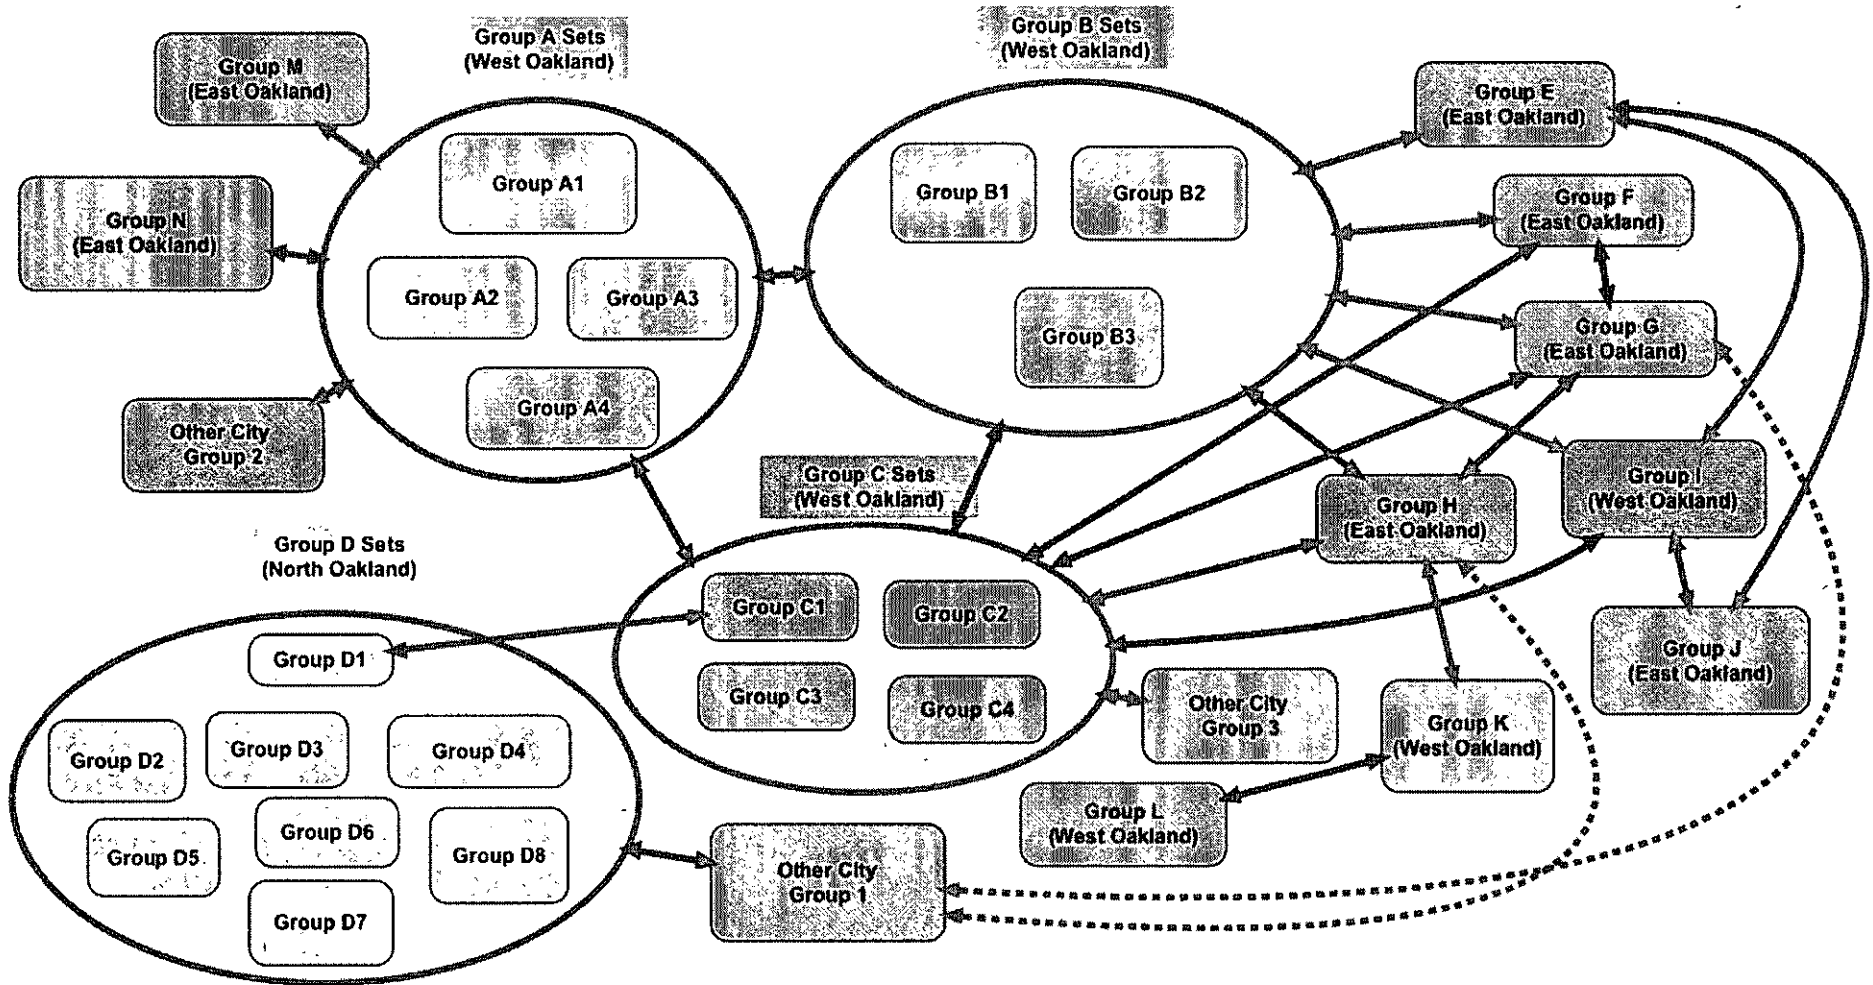 Group A Sets
(West Oakland)
Group B Sets
(West Oakland)
Group M
(East Oakland)
Group E
(East Oakland)
Group A1
Group B1
Group B2
Group F
(East Oakland)
Group N
(East Oakland)
Group A2
Group A3
Group B3
Group G
(East Oakland)
Group A4
Other City
Group 2
Group C Sets
(West Oakland)
Group H
(East Oakland)
Group I
(West Oakland)
Group D Sets
(North Oakland)
Group C1
Group C2
Group D1
Group C3
Group C4
Other City
Group 3
Group J
(East Oakland)
Group K
(West Oakland)
Group D2
Group D3
Group D4
Group L
(West Oakland)
Group D5
Group D6
Group D8
Other City
Group 1
Group D7